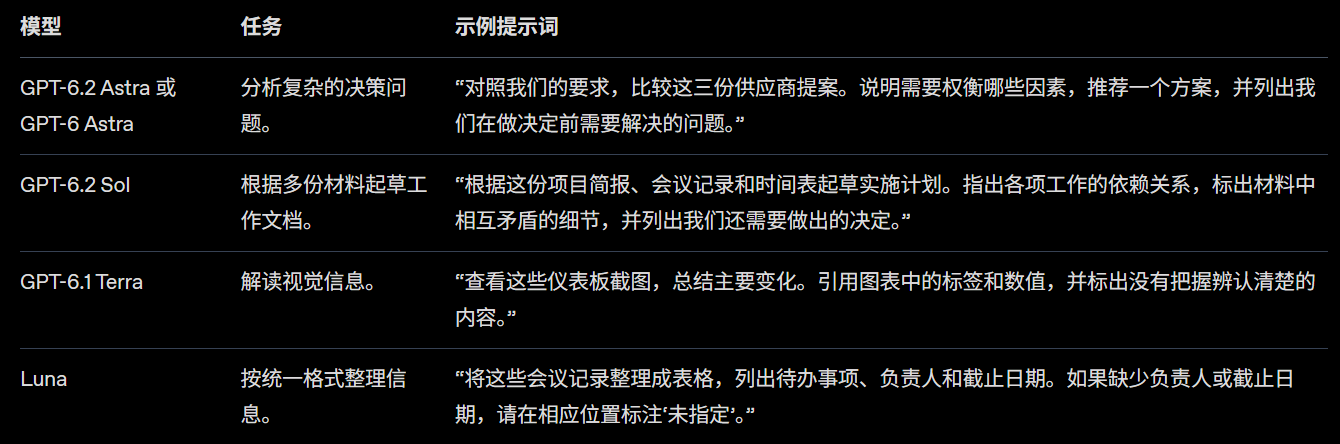 模型 任务 示例提示词
GPT-6.2 Astra 或 分析复杂的决策问 “对照我们的要求，比较这三份供应商提案。说明需要权衡哪些因素，推荐一个方案，并列出我
GPT-6 Astra 题。 们在做决定前需要解决的问题。”
GPT-6.2 Sol 根据多份材料起草工 “根据这份项目简报、会议记录和时间表起草实施计划。指出各项工作的依赖关系，标出材料中
作文档。 相互矛盾的细节，并列出我们还需要做出的决定。”
GPT-6.1 Terra 解读视觉信息。 “查看这些仪表板截图，总结主要变化。引用图表中的标签和数值，并标出没有把握辨认清楚的
内容。”
Luna 按统一格式整理信 “将这些会议记录整理成表格，列出待办事项、负责人和截止日期。如果缺少负责人或截止日
息。 期，请在相应位置标注‘未指定’。”